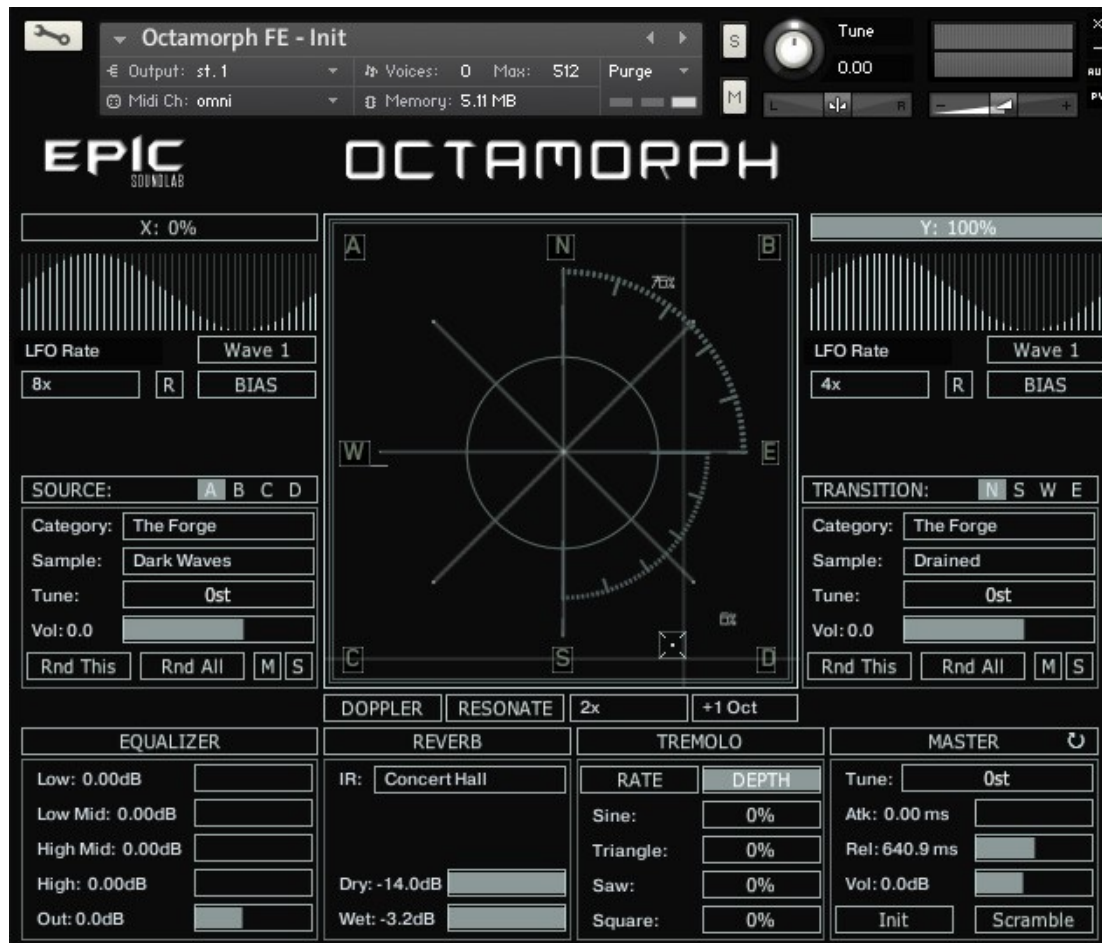 Octamorph FE - Init
S
Tune
Output: st. 1
Voices: 0 Max: 512 Purge
0.00
AUX
Midi Ch: omni
Memory: 5.11 MB
M
L R
- +
PV
EPIC
SOUNDLAB
OCTAMORPH
X: 0%
Y: 100%
A N B
75%
LFO Rate Wave 1
8x R BIAS
LFO Rate Wave 1
4x R BIAS
W E
SOURCE: A B C D
Category: The Forge
Sample: Dark Waves
Tune: 0st
Vol: 0.0
Rnd This Rnd All M S
TRANSITION: N S W E
Category: The Forge
Sample: Drained
Tune: 0st
Vol: 0.0
Rnd This Rnd All M S
C S D
DOPPLER RESONATE 2x +1 Oct
EQUALIZER
Low: 0.00dB
Low Mid: 0.00dB
High Mid: 0.00dB
High: 0.00dB
Out: 0.0dB
REVERB
IR: Concert Hall
Dry: -14.0dB
Wet: -3.2dB
TREMOLO
RATE DEPTH
Sine: 0%
Triangle: 0%
Saw: 0%
Square: 0%
MASTER
Tune: 0st
Atk: 0.00 ms
Rel: 640.9 ms
Vol: 0.0dB
Init Scramble